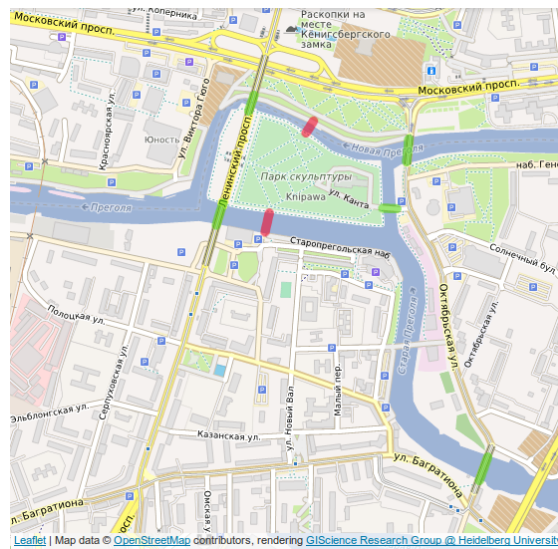 ул. Коперника
Московский просп.
Раскопки на
месте
Кёнигсбергского
замка
Московский просп.
Красноярская ул.
ул. Виктора Гюго
Юность
Ленинский просп
Новая Преголя
наб. Ген
Парк скульптуры
Knipawa
ул. Канта
Преголя
Старопрегольская наб
Солнечный бул.
Октябрьская ул.
Октябрьская ул.
Старая Преголя
Полоцкая ул.
Серпуховская ул.
Эльблонгская ул.
Казанская ул.
ул. Новый Вал
Малый пер.
ул. Багратиона
л. Багратиона
Омская ул.
осп.
Leaflet | Map data © OpenStreetMap contributors, rendering GIScience Research Group @ Heidelberg Universit